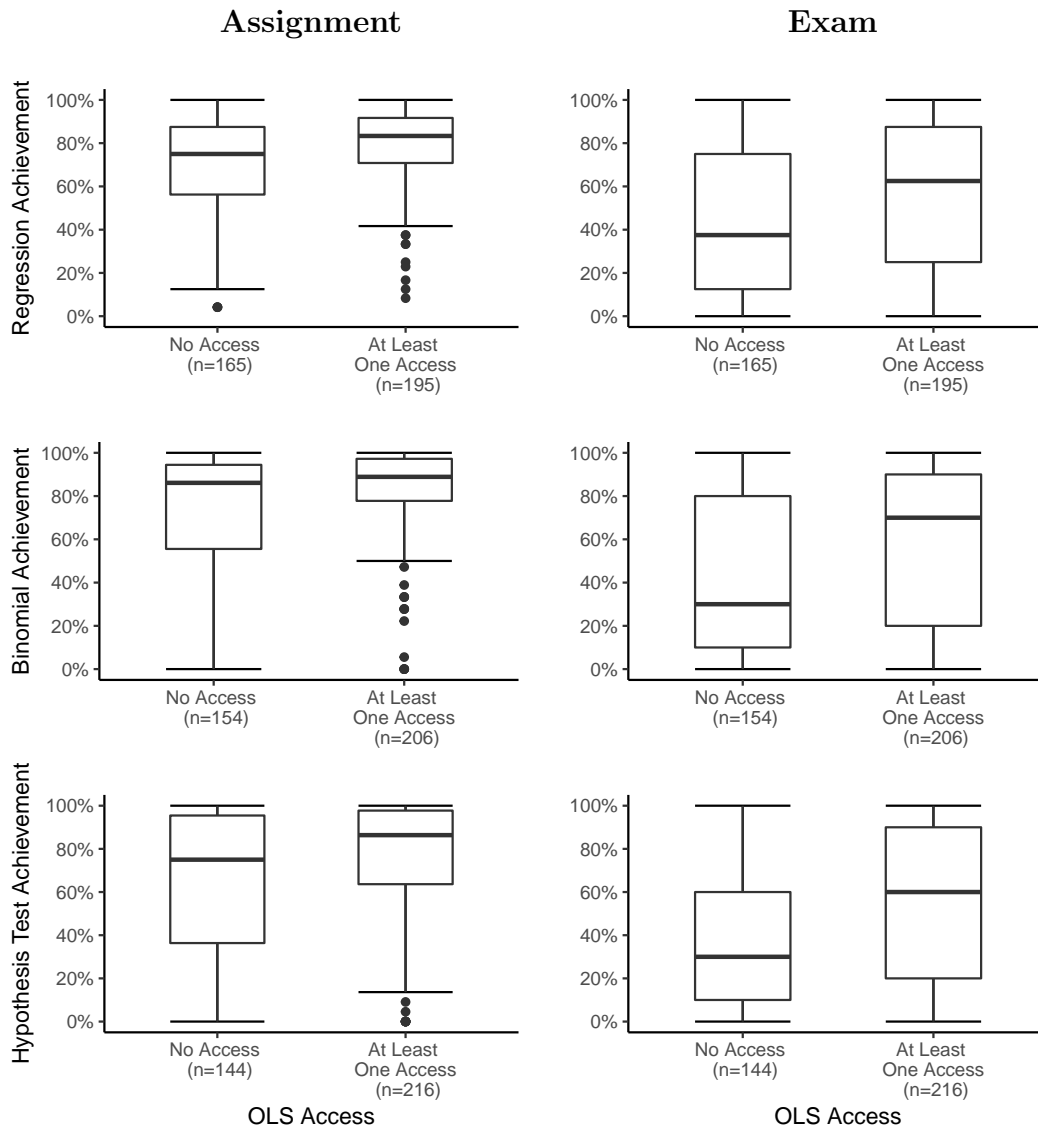 Assignment
Exam
Regression Achievement
100%
80%
60%
40%
20%
0%
No Access
(n=165)
At Least
One Access
(n=195)
100%
80%
60%
40%
20%
0%
No Access
(n=165)
At Least
One Access
(n=195)
Binomial Achievement
100%
80%
60%
40%
20%
0%
No Access
(n=154)
At Least
One Access
(n=206)
100%
80%
60%
40%
20%
0%
No Access
(n=154)
At Least
One Access
(n=206)
Hypothesis Test Achievement
100%
80%
60%
40%
20%
0%
No Access
(n=144)
At Least
One Access
(n=216)
OLS Access
100%
80%
60%
40%
20%
0%
No Access
(n=144)
At Least
One Access
(n=216)
OLS Access